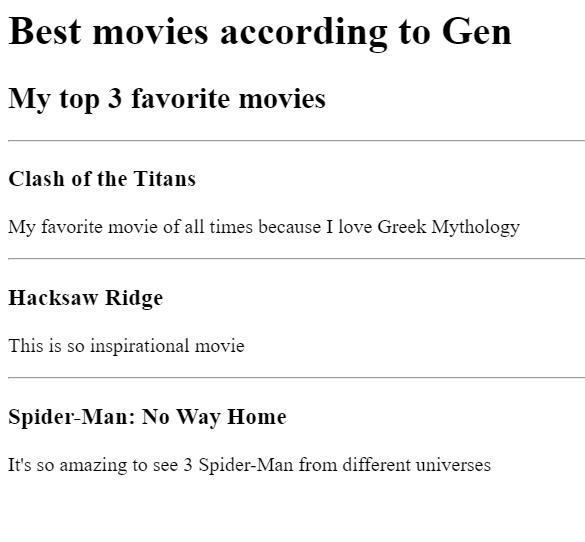 Best movies according to Gen
My top 3 favorite movies
Clash of the Titans
My favorite movie of all times because I love Greek Mythology
Hacksaw Ridge
This is so inspirational movie
Spider-Man: No Way Home
It's so amazing to see 3 Spider-Man from different universes